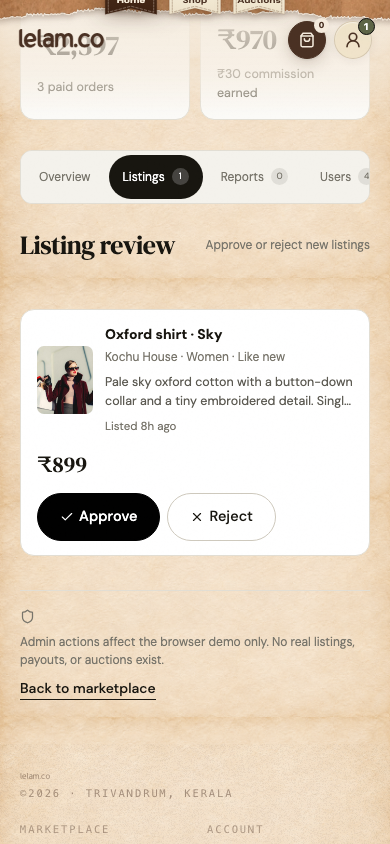 Home Shop Auctions
lelam.co
0
1
₹2,397
₹970
3 paid orders
₹30 commission
earned
Overview Listings 1 Reports 0 Users 4
Listing review
Approve or reject new listings
Oxford shirt · Sky
Kochu House · Women · Like new
Pale sky oxford cotton with a button-down
collar and a tiny embroidered detail. Singl...
Listed 8h ago
₹899
Approve Reject
Admin actions affect the browser demo only. No real listings,
payouts, or auctions exist.
Back to marketplace
lelam.co
©2026 · TRIVANDRUM, KERALA
MARKETPLACE ACCOUNT